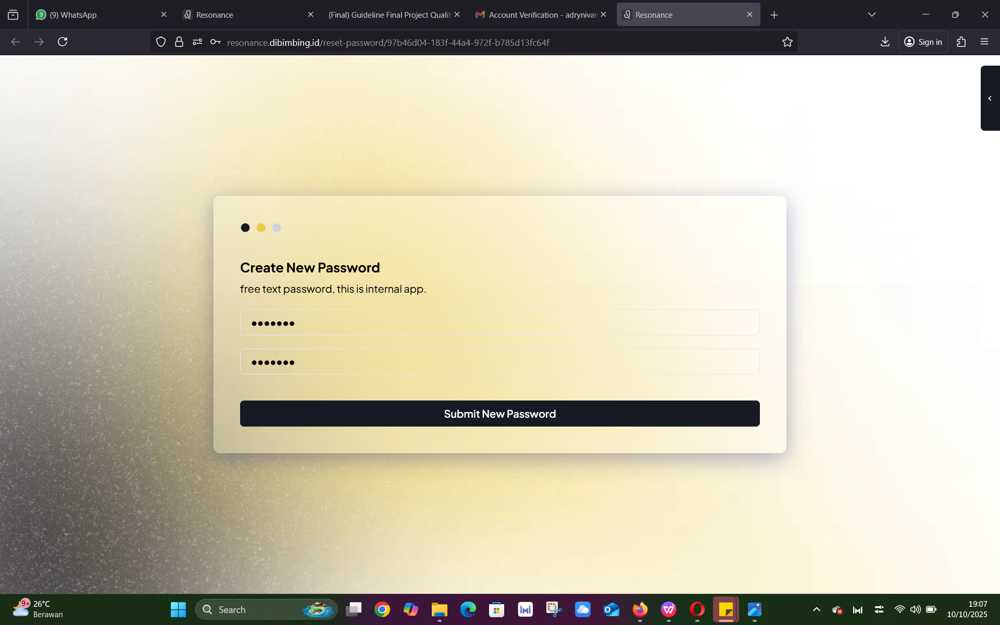 (9) WhatsApp
Resonance
(Final) Guideline Final Project Qualit
Account Verification - adrynivan
Resonance
resonance.dibimbing.id/reset-password/97b46d04-183f-44a4-972f-b785d13fc64f
Sign in
Create New Password
free text password, this is internal app.
Submit New Password
9+
26°C
Berawan
Search
19:07
10/10/2025